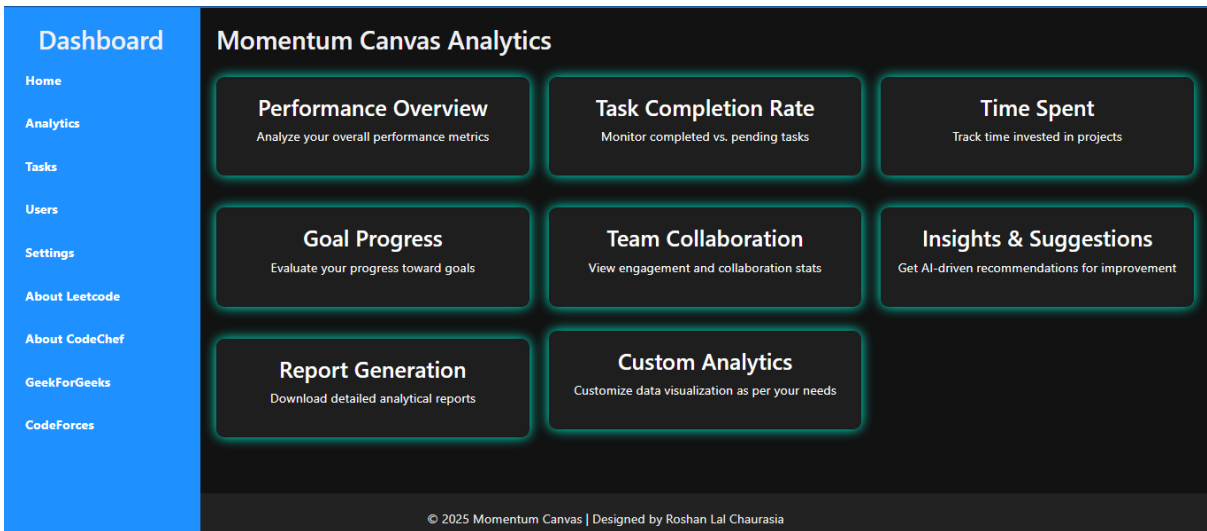 Dashboard
Home
Analytics
Tasks
Users
Settings
About Leetcode
About CodeChef
GeekForGeeks
CodeForces
Momentum Canvas Analytics
Performance Overview
Analyze your overall performance metrics
Task Completion Rate
Monitor completed vs. pending tasks
Time Spent
Track time invested in projects
Goal Progress
Evaluate your progress toward goals
Team Collaboration
View engagement and collaboration stats
Insights & Suggestions
Get AI-driven recommendations for improvement
Report Generation
Download detailed analytical reports
Custom Analytics
Customize data visualization as per your needs
© 2025 Momentum Canvas | Designed by Roshan Lal Chaurasia